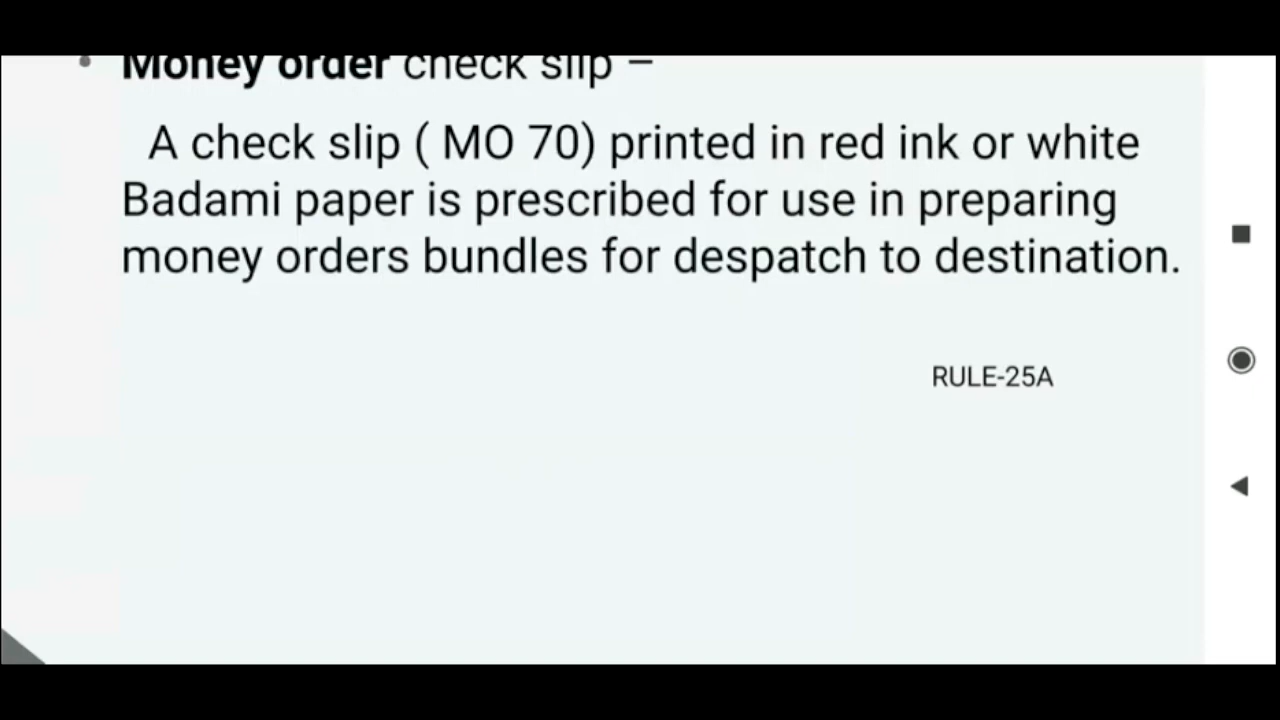 Money order check slip –
A check slip ( MO 70) printed in red ink or white
Badami paper is prescribed for use in preparing
money orders bundles for despatch to destination.
RULE-25A